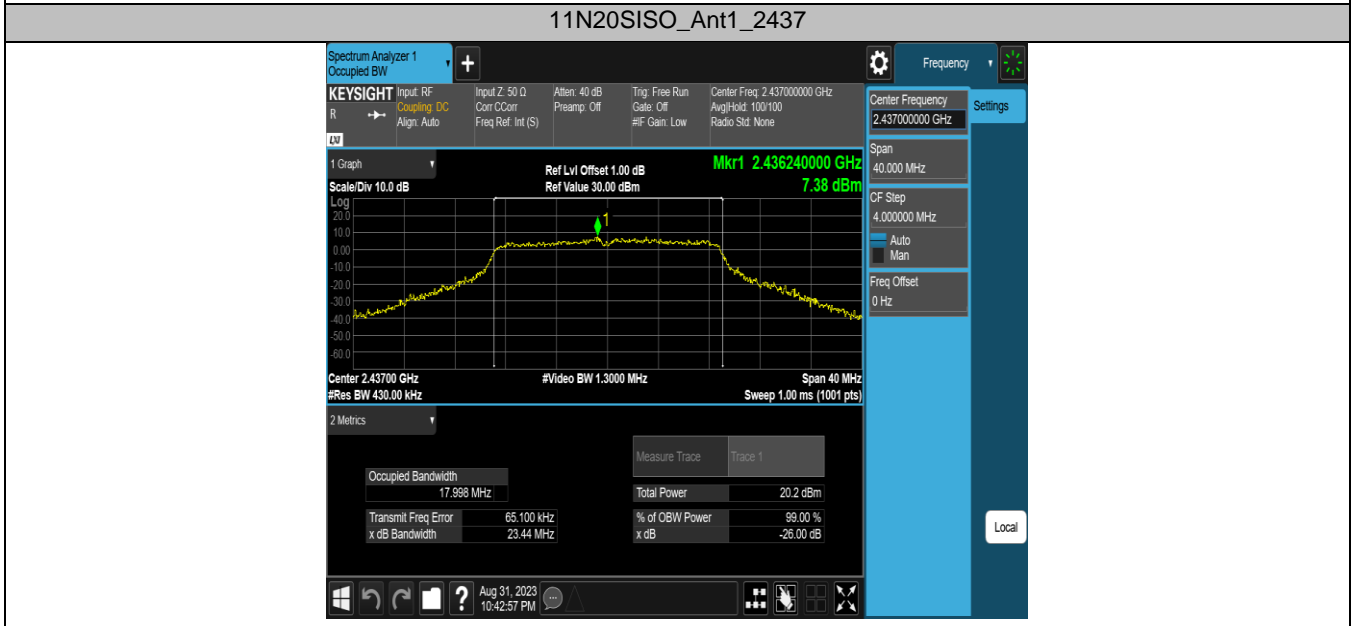 11N20SISO_Ant1_2437
Spectrum Analyzer 1
Occupied BW
+
Frequency
KEYSIGHT
R
LXI
Input: RF
Coupling: DC
Align: Auto
Input Z: 50 Ω
Corr CCorr
Freq Ref: Int (S)
Atten: 40 dB
Preamp: Off
Trig: Free Run
Gate: Off
#IF Gain: Low
Center Freq: 2.437000000 GHz
Avg|Hold: 100/100
Radio Std: None
Center Frequency
2.437000000 GHz
Settings
Span
40.000 MHz
CF Step
4.000000 MHz
Auto
Man
Freq Offset
0 Hz
Local
1 Graph
Scale/Div 10.0 dB
Ref Lvl Offset 1.00 dB
Ref Value 30.00 dBm
Mkr1 2.436240000 GHz
7.38 dBm
Log
20.0
10.0
0.00
-10.0
-20.0
-30.0
-40.0
-50.0
-60.0
1
Center 2.43700 GHz
#Res BW 430.00 kHz
#Video BW 1.3000 MHz
Span 40 MHz
Sweep 1.00 ms (1001 pts)
2 Metrics
Measure Trace Trace 1
Occupied Bandwidth
17.998 MHz
Total Power 20.2 dBm
Transmit Freq Error 65.100 kHz
% of OBW Power 99.00 %
x dB Bandwidth 23.44 MHz
x dB -26.00 dB
?
Aug 31, 2023
10:42:57 PM